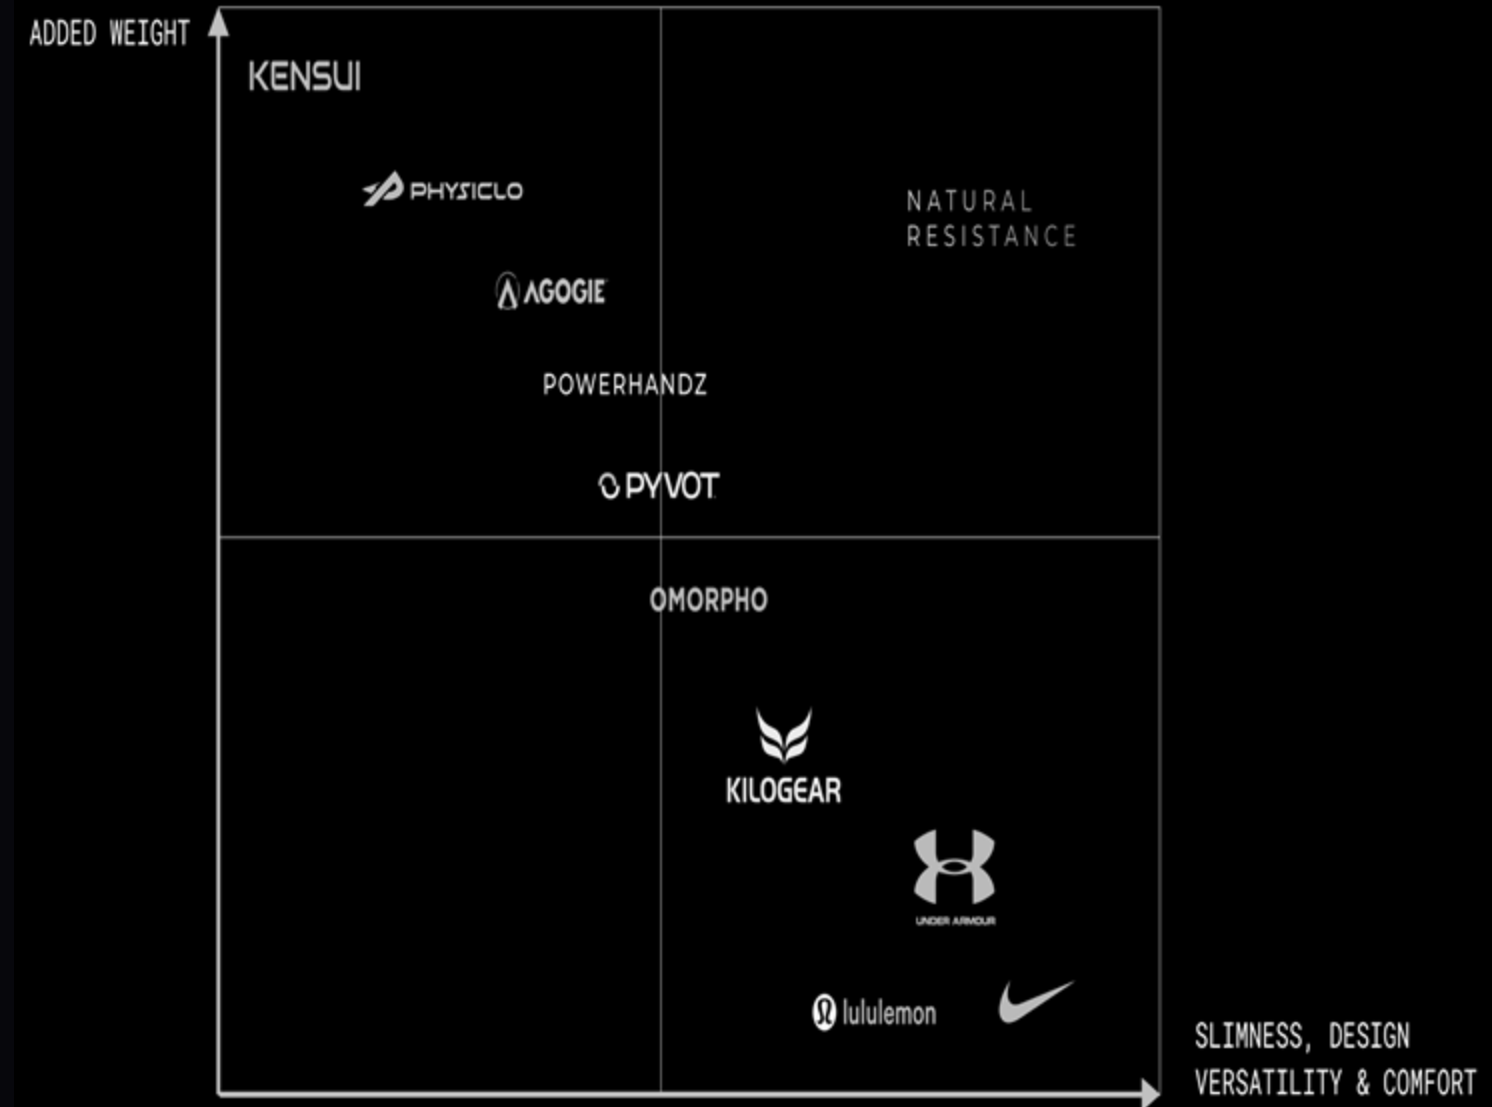 ADDED WEIGHT
KENSUI
PHYSICLO
NATURAL
RESISTANCE
AGOGIE
POWERHANDZ
PYVOT
OMORPHO
KILOGEAR
UNDER ARMOUR
lululemon
SLIMNESS, DESIGN
VERSATILITY & COMFORT